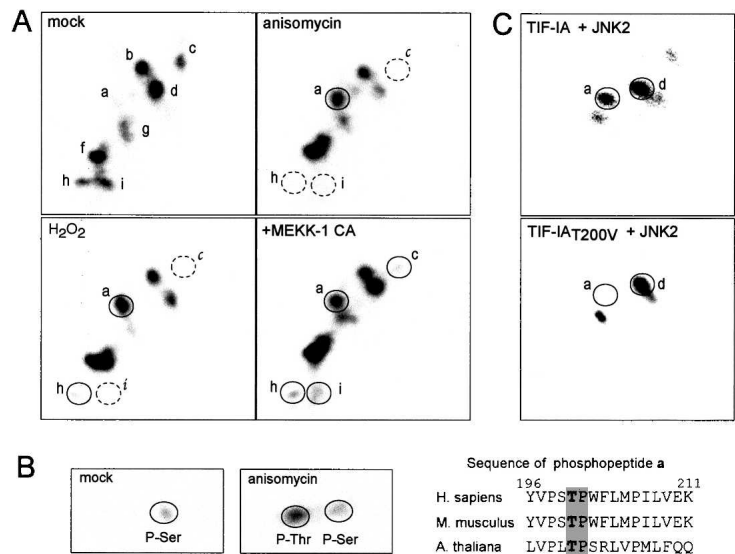 A
mock
b
c
a
d
g
f
h
i
anisomycin
c
a
h
i
H2O2
c
a
h
i
+MEKK-1 CA
c
a
h
i
C
TIF-IA + JNK2
a
d
TIF-IAT200V + JNK2
a
d
B
mock
P-Ser
anisomycin
P-Thr P-Ser
Sequence of phosphopeptide a
196 211
H. sapiens YVPSTPWFLMPILVEK
M. musculus YVPSTPWFLMPILVEK
A. thaliana LVPLTPSRLVPMLFQQ